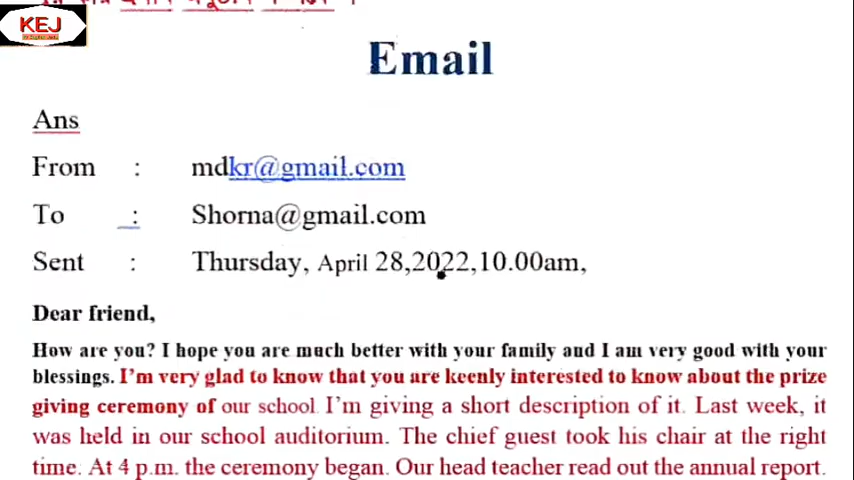 KEJ
Email
Ans
From : mdkr@gmail.com
To : Shorna@gmail.com
Sent : Thursday, April 28,2022,10.00am,
Dear friend,
How are you? I hope you are much better with your family and I am very good with your
blessings. I'm very glad to know that you are keenly interested to know about the prize
giving ceremony of our school. I'm giving a short description of it. Last week, it
was held in our school auditorium. The chief guest took his chair at the right
time. At 4 p.m. the ceremony began. Our head teacher read out the annual report.